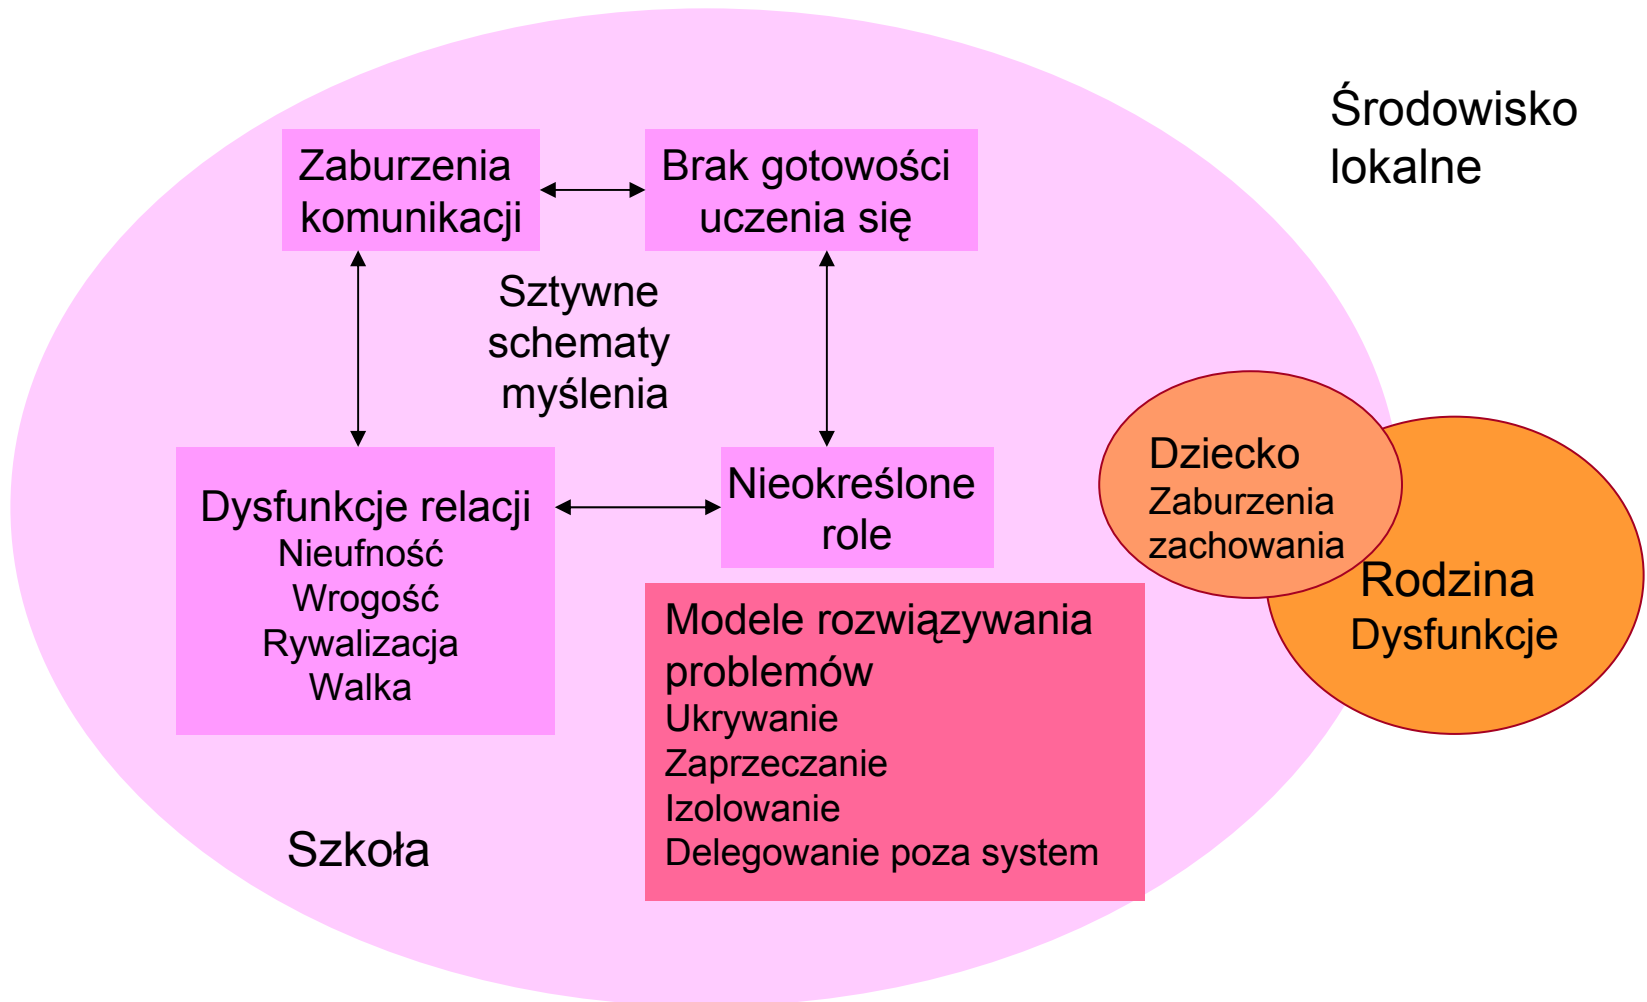 Środowisko
lokalne
Zaburzenia
komunikacji
Brak gotowości
uczenia się
Sztywne
schematy
myślenia
Dysfunkcje relacji
Nieufność
Wrogość
Rywalizacja
Walka
Nieokreślone
role
Dziecko
Zaburzenia
zachowania
Rodzina
Dysfunkcje
Modele rozwiązywania
problemów
Ukrywanie
Zaprzeczanie
Izolowanie
Delegowanie poza system
Szkoła